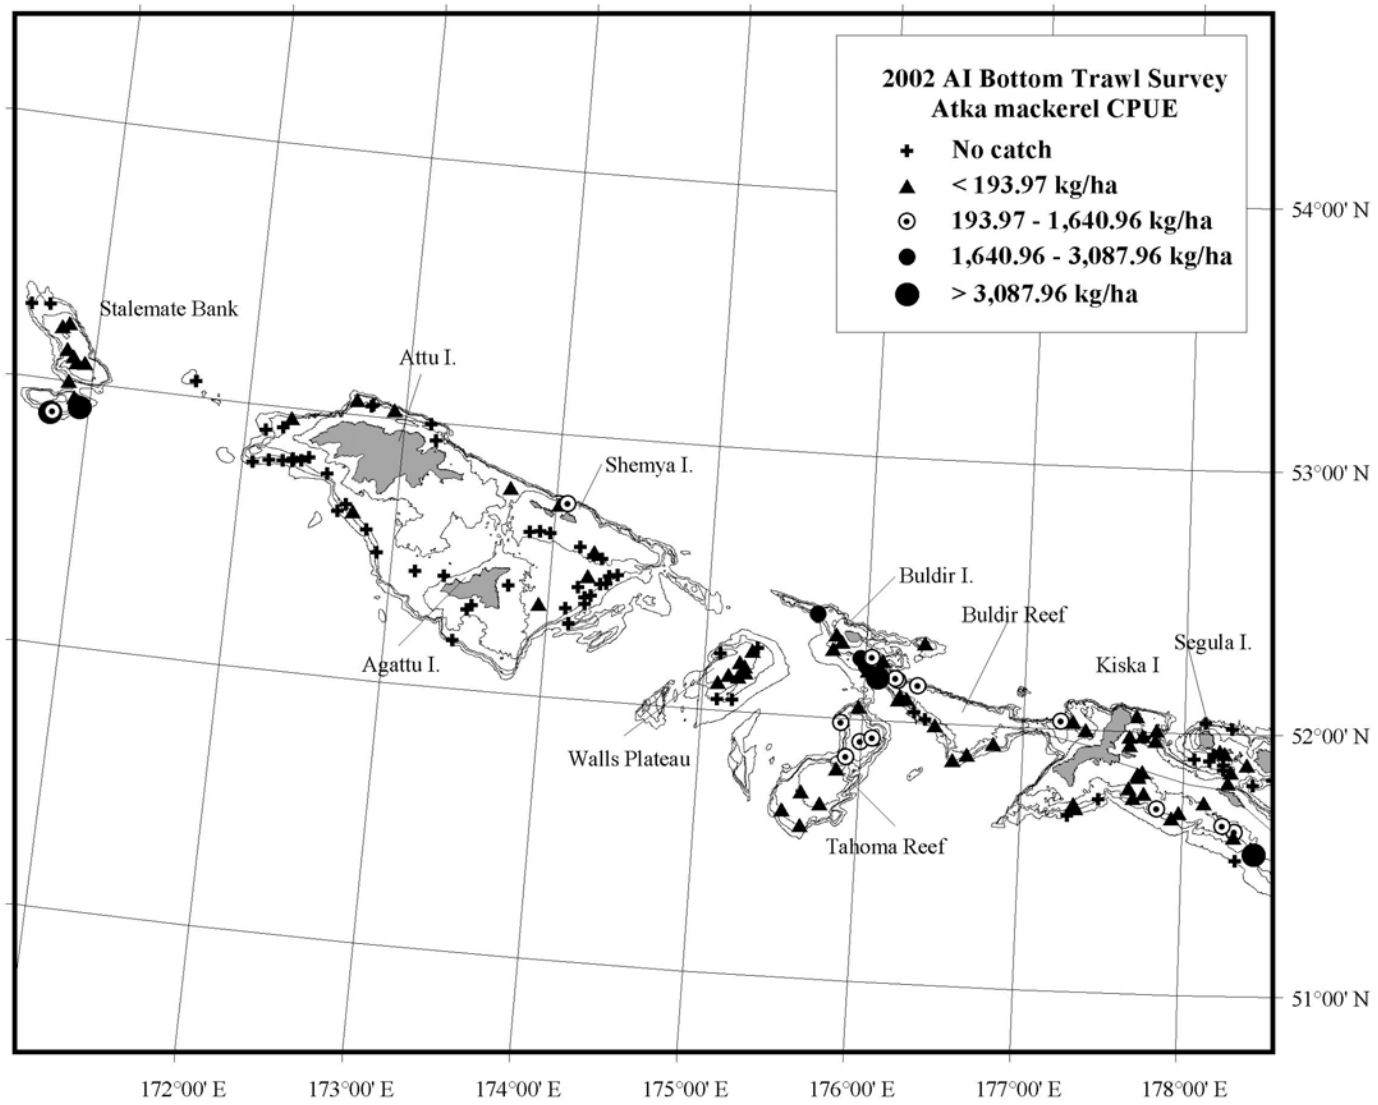 2002 AI Bottom Trawl Survey
Atka mackerel CPUE
No catch
< 193.97 kg/ha
193.97 - 1,640.96 kg/ha
1,640.96 - 3,087.96 kg/ha
> 3,087.96 kg/ha
54°00' N
Stalemate Bank
Attu I.
Shemya I.
53°00' N
Buldir I.
Buldir Reef
Segula I.
Agattu I.
Kiska I
52°00' N
Walls Plateau
Tahoma Reef
51°00' N
172°00' E 173°00' E 174°00' E 175°00' E 176°00' E 177°00' E 178°00' E